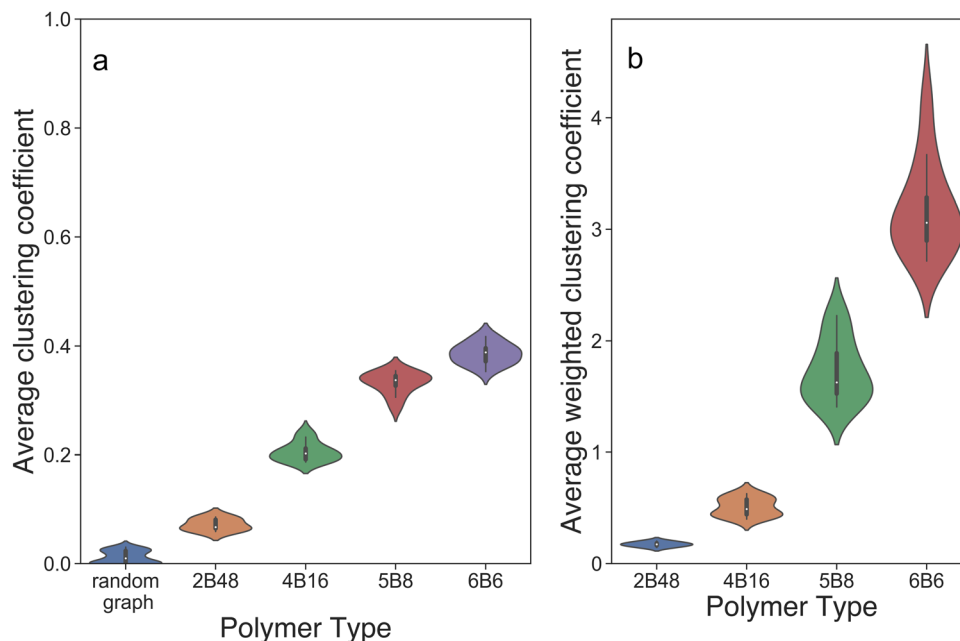 a
Average clustering coefficient
1.0
0.8
0.6
0.4
0.2
0.0
random
graph
2B48
4B16
5B8
6B6
Polymer Type
b
Average weighted clustering coefficient
4
3
2
1
0
2B48
4B16
5B8
6B6
Polymer Type